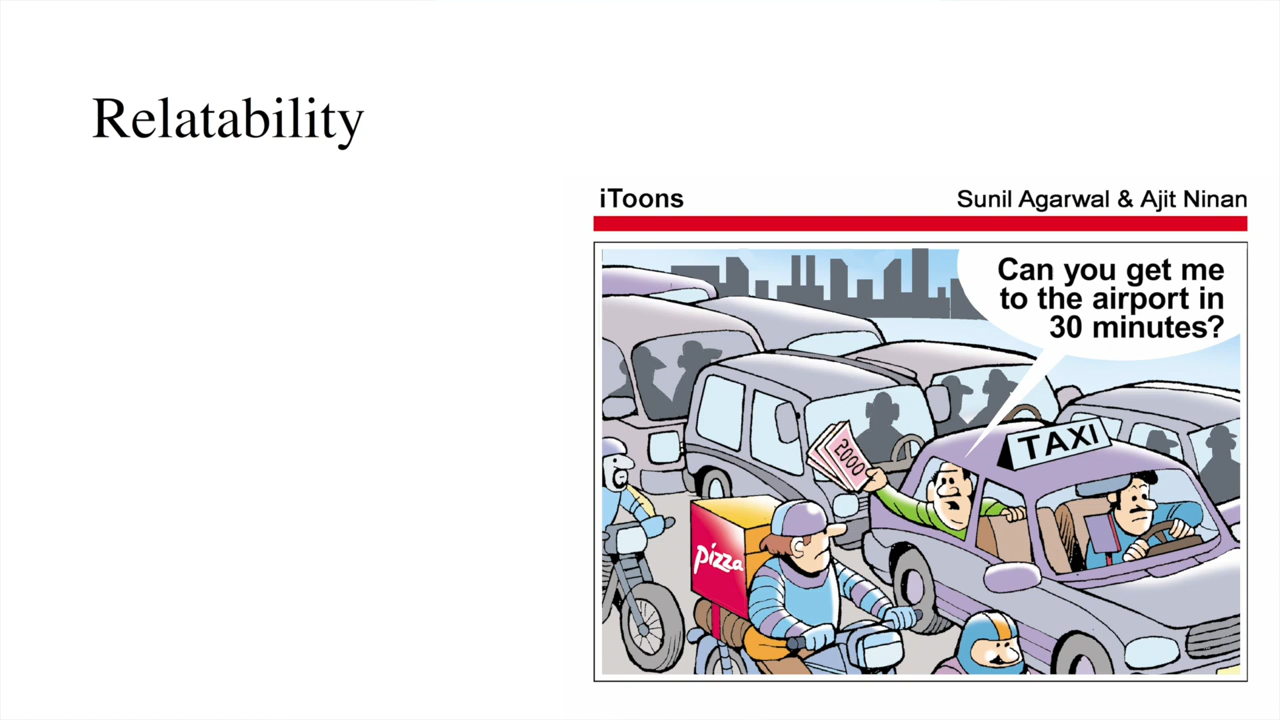 Relatability
iToons
Sunil Agarwal & Ajit Ninan
Can you get me
to the airport in
30 minutes?
2000
TAXI
pizza